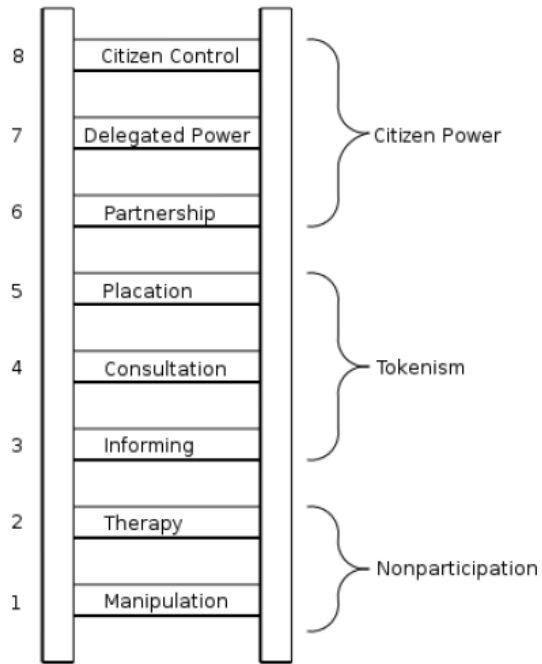 8 Citizen Control
7 Delegated Power
Citizen Power
6 Partnership
5 Placation
4 Consultation
Tokenism
3 Informing
2 Therapy
Nonparticipation
1 Manipulation